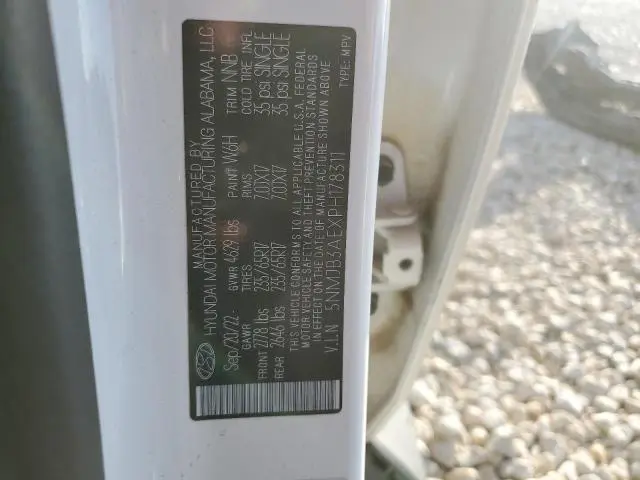 MANUFACTURED BY
HYUNDAI MOTOR MANUFACTURING ALABAMA, LLC
Sep/20/22- PAINT W6H TRIM NNB
GVWR 4629 lbs
GAWR TIRES RIMS COLD TIRE INFL
FRONT 2778 lbs 235/65R17 7.0JX17 35 psi SINGLE
REAR 2646 lbs 235/65R17 7.0JX17 35 psi SINGLE
THIS VEHICLE CONFORMS TO ALL APPLICABLE U.S.A. FEDERAL
MOTOR VEHICLE SAFETY, AND THEFT PREVENTION STANDARDS
IN EFFECT ON THE DATE OF MANUFACTURE SHOWN ABOVE
V.I.N 5NMJB3AEXPH178311 TYPE: MPV